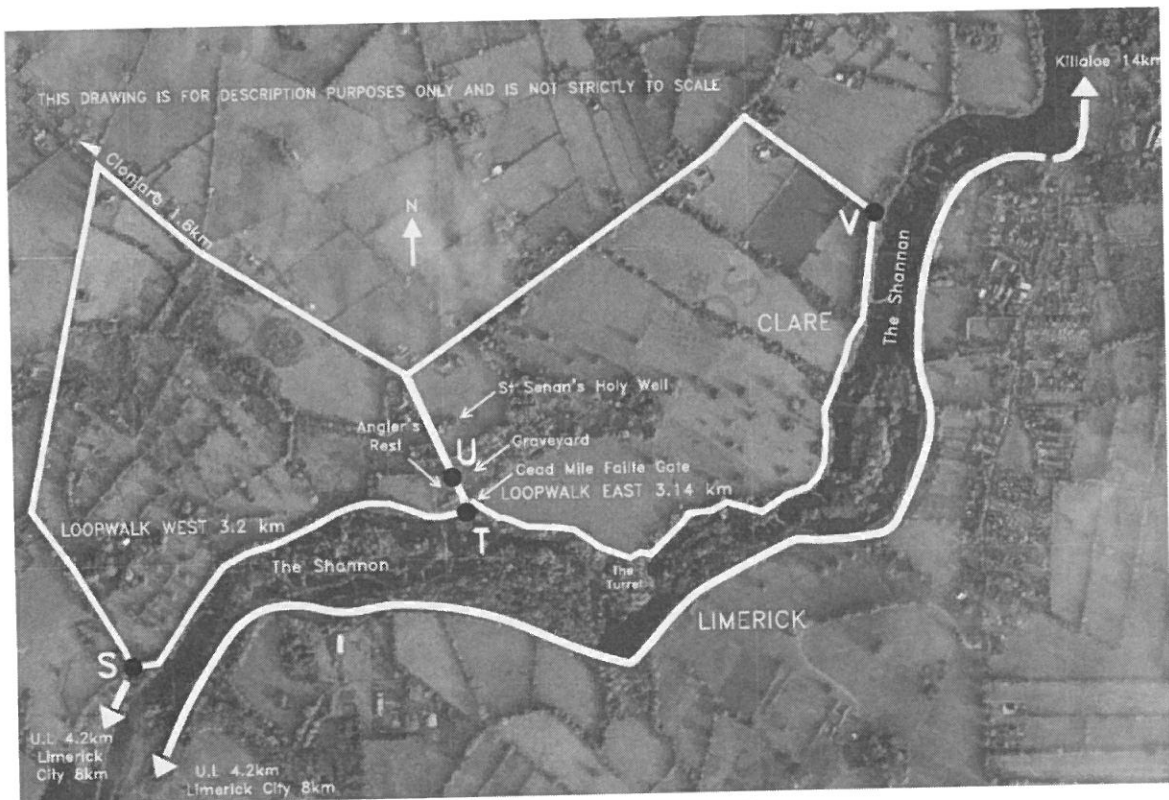 Killaloe 14km
THIS DRAWING IS FOR DESCRIPTION PURPOSES ONLY AND IS NOT STRICTLY TO SCALE
Clonlara 1.6km
N
V
The Shannon
CLARE
St Senan's Holy Well
Angler's
Rest
U
Graveyard
Cead Mile Failte Gate
LOOPWALK EAST 3.14 km
LOOPWALK WEST 3.2 km
T
The Shannon
The
Turret
LIMERICK
S
U.L 4.2km
Limerick
City 8km
U.L 4.2km
Limerick City 8km